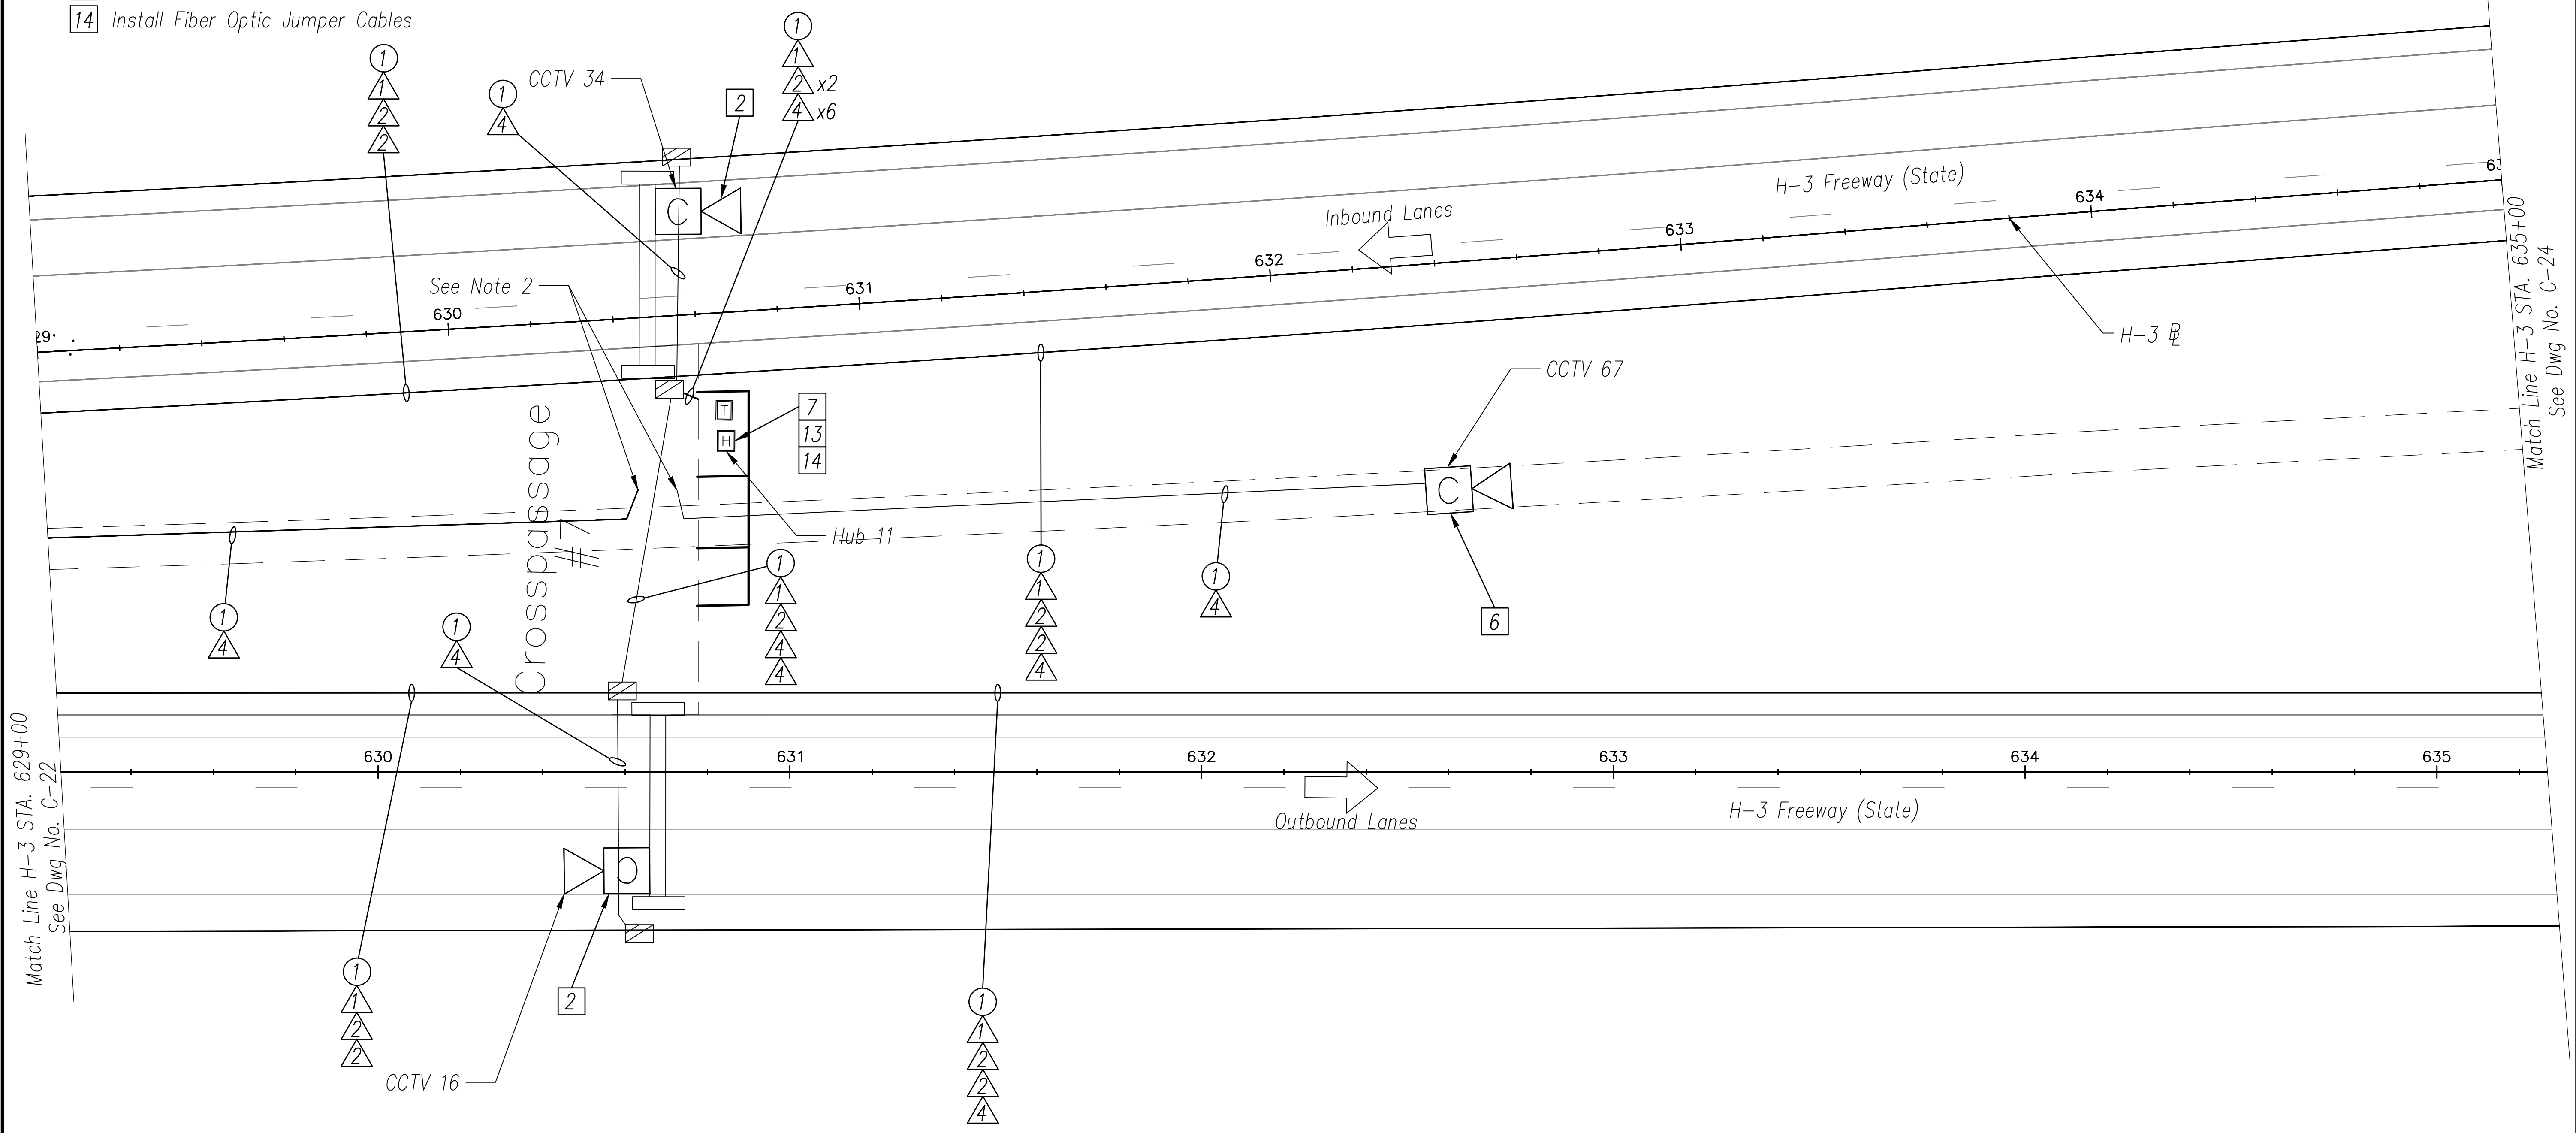 14 Install Fiber Optic Jumper Cables
1
1
2
2
1
4
CCTV 34
2
1
1
2 x2
4 x6
C
H-3 Freeway (State)
Inbound Lanes
630
631
632
633
634
See Note 2
H-3 BL
Match Line H-3 STA. 635+00
See Dwg No. C-24
CCTV 67
C
6
T
H
7
13
14
Hub 11
Crosspassage
#7
1
4
1
4
1
1
2
4
4
1
1
2
2
4
1
4
630
631
632
633
634
635
Match Line H-3 STA. 629+00
See Dwg No. C-22
Outbound Lanes
H-3 Freeway (State)
C
2
CCTV 16
1
1
2
2
1
1
2
2
4